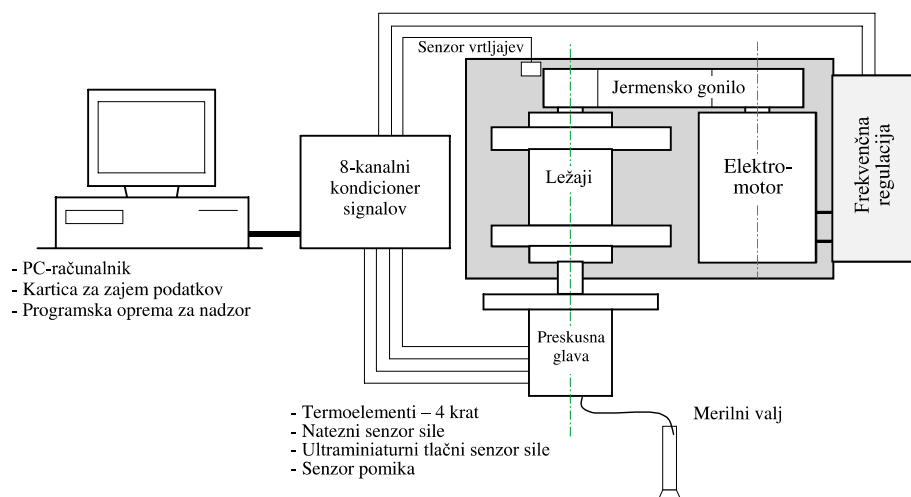 Senzor vrtljajev
Jermensko gonilo
8-kanalni
kondicioner
signalov
Ležaji
Elektro-
motor
Frekvenčna
regulacija
- PC-računalnik
- Kartica za zajem podatkov
- Programska oprema za nadzor
Preskusna
glava
- Termoelementi – 4 krat
- Natezni senzor sile
- Ultraminiaturni tlačni senzor sile
- Senzor pomika
Merilni valj